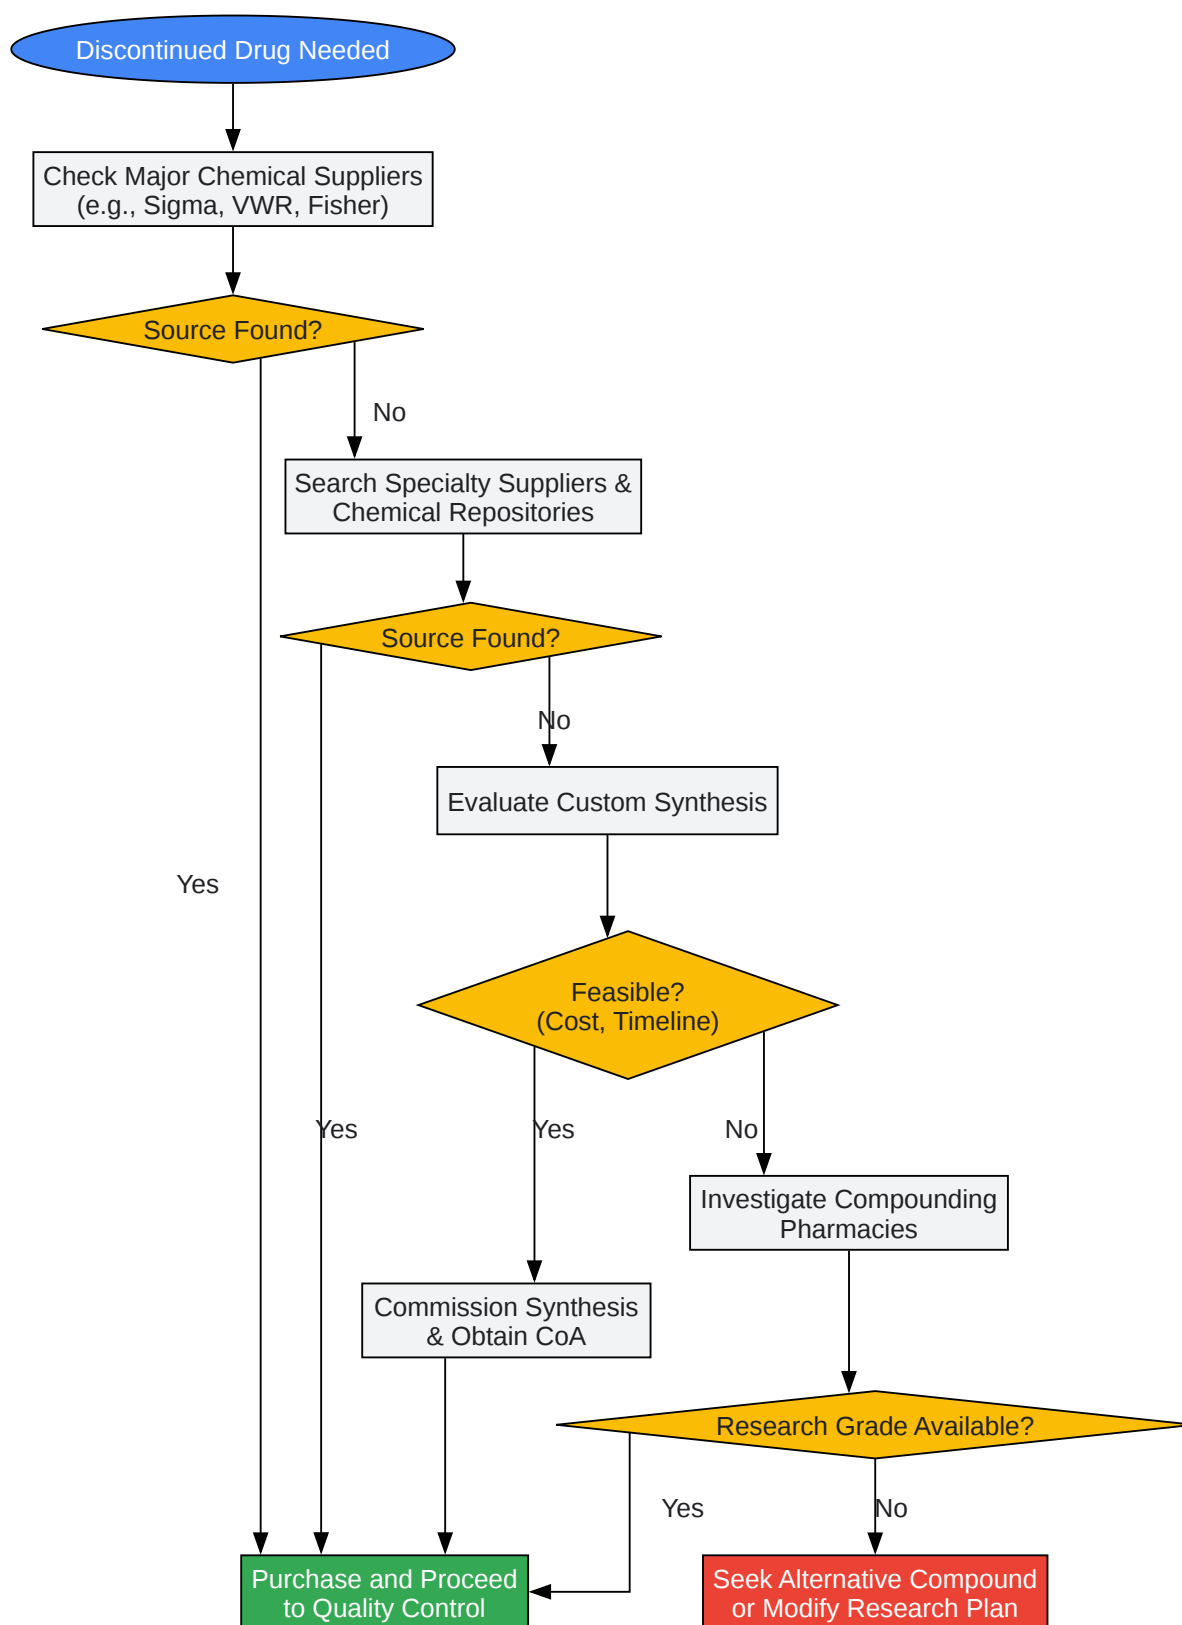 Discontinued Drug Needed
Check Major Chemical Suppliers
(e.g., Sigma, VWR, Fisher)
Source Found?
No
Search Specialty Suppliers &
Chemical Repositories
Source Found?
No
Evaluate Custom Synthesis
Yes
Feasible?
(Cost, Timeline)
Yes
Yes
No
Investigate Compounding
Pharmacies
Commission Synthesis
& Obtain CoA
Research Grade Available?
Yes
No
Purchase and Proceed
to Quality Control
Seek Alternative Compound
or Modify Research Plan